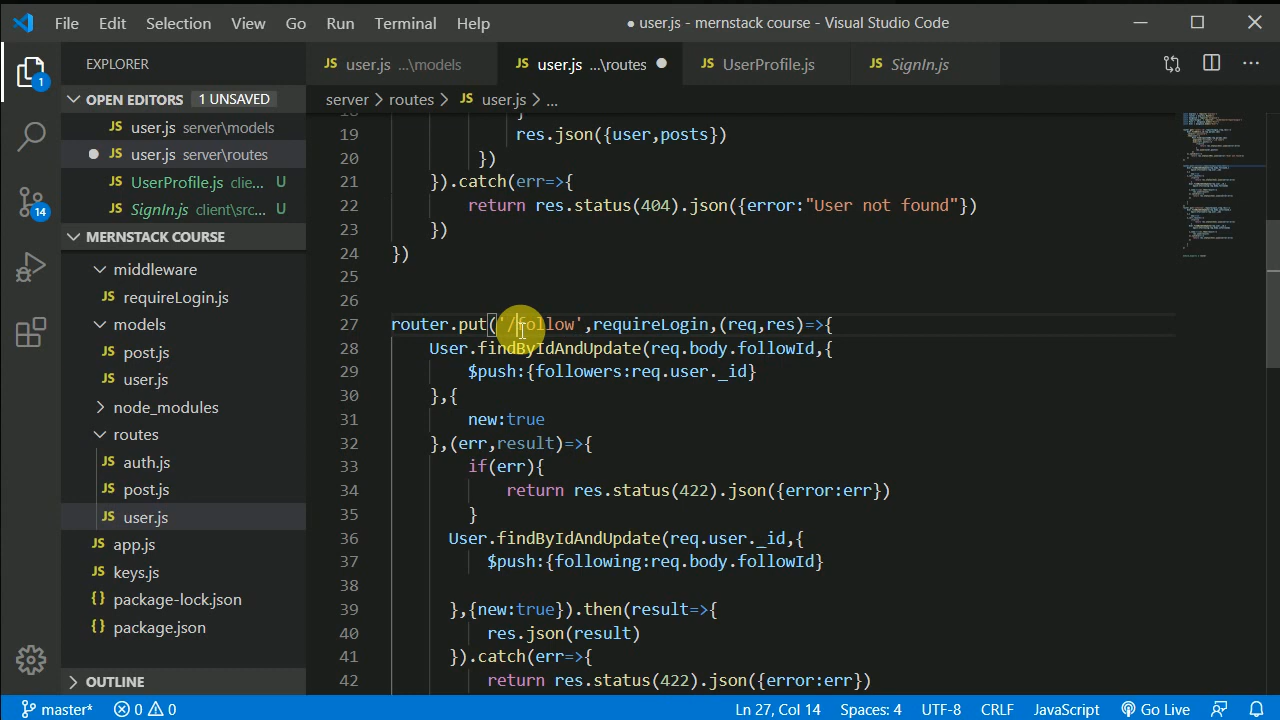 File Edit Selection View Go Run Terminal Help ● user.js - mernstack course - Visual Studio Code
EXPLORER
JS user.js ...\models JS user.js ...\routes JS UserProfile.js JS SignIn.js
OPEN EDITORS 1 UNSAVED
server > routes > JS user.js > ...
JS user.js server\models
JS user.js server\routes
JS UserProfile.js clie... U
JS SignIn.js client\src... U
MERNSTACK COURSE
middleware
JS requireLogin.js
models
JS post.js
JS user.js
node_modules
routes
JS auth.js
JS post.js
JS user.js
JS app.js
JS keys.js
{} package-lock.json
{} package.json
OUTLINE
1
14
18 }
19 res.json({user,posts})
20 })
21 }).catch(err=>{
22 return res.status(404).json({error:"User not found"})
23 })
24 })
25
26
27 router.put('/follow',requireLogin,(req,res)=>{
28 User.findByIdAndUpdate(req.body.followId,{
29 $push:{followers:req.user._id}
30 },{
31 new:true
32 },(err,result)=>{
33 if(err){
34 return res.status(422).json({error:err})
35 }
36 User.findByIdAndUpdate(req.user._id,{
37 $push:{following:req.body.followId}
38
39 },{new:true}).then(result=>{
40 res.json(result)
41 }).catch(err=>{
42 return res.status(422).json({error:err})
master* 0 0 Ln 27, Col 14 Spaces: 4 UTF-8 CRLF JavaScript Go Live